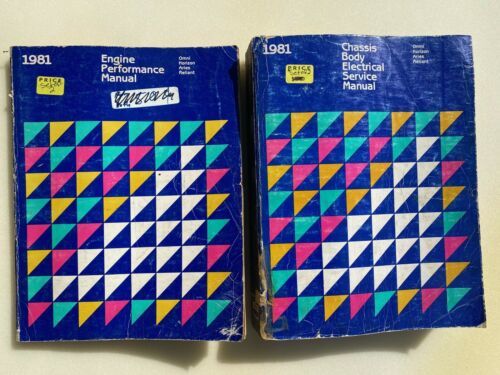 1981
Engine
Performance
Manual
Omni
Horizon
Aries
Reliant
PRICE
1981
Chassis
Body
Electrical
Service
Manual
Omni
Horizon
Aries
Reliant
PRICE